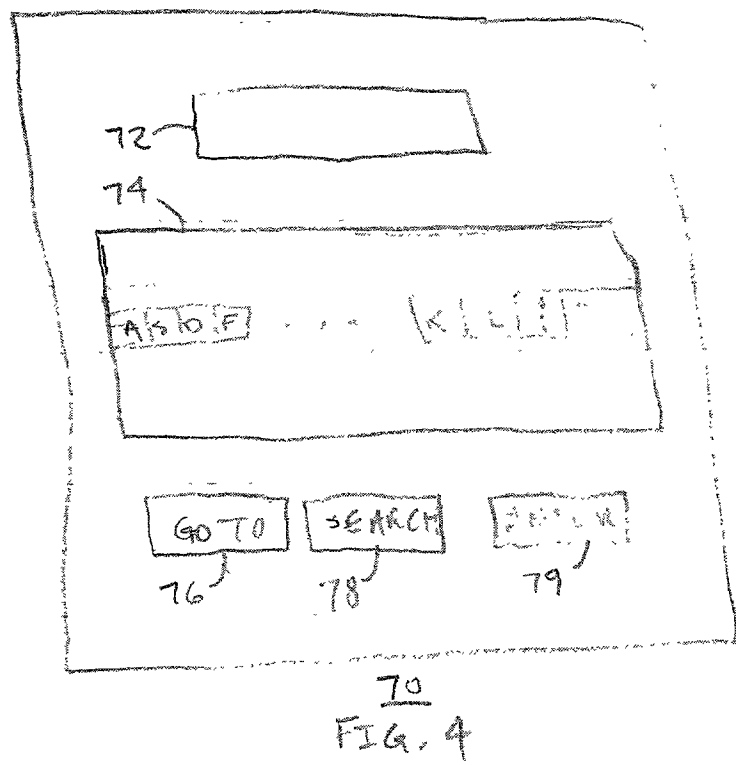 72
74
A S D F . . . K L
GO TO SEARCH
76 78 79
70
FIG. 4